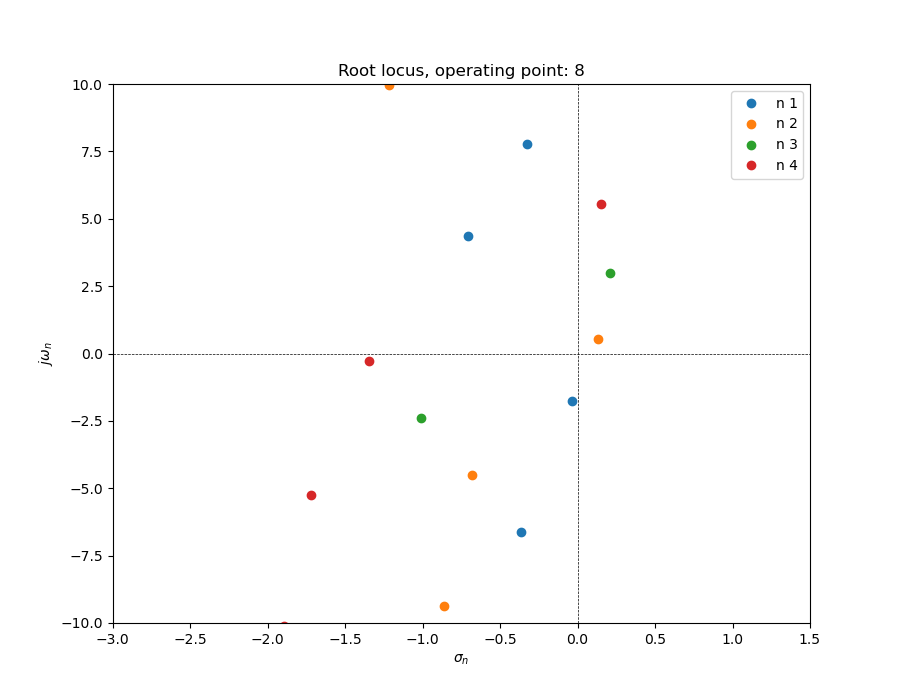 Root locus, operating point: 8
10.0
7.5
5.0
2.5
0.0
−2.5
−5.0
−7.5
−10.0
jωₙ
n 1
n 2
n 3
n 4
−3.0 −2.5 −2.0 −1.5 −1.0 −0.5 0.0 0.5 1.0 1.5
σₙ